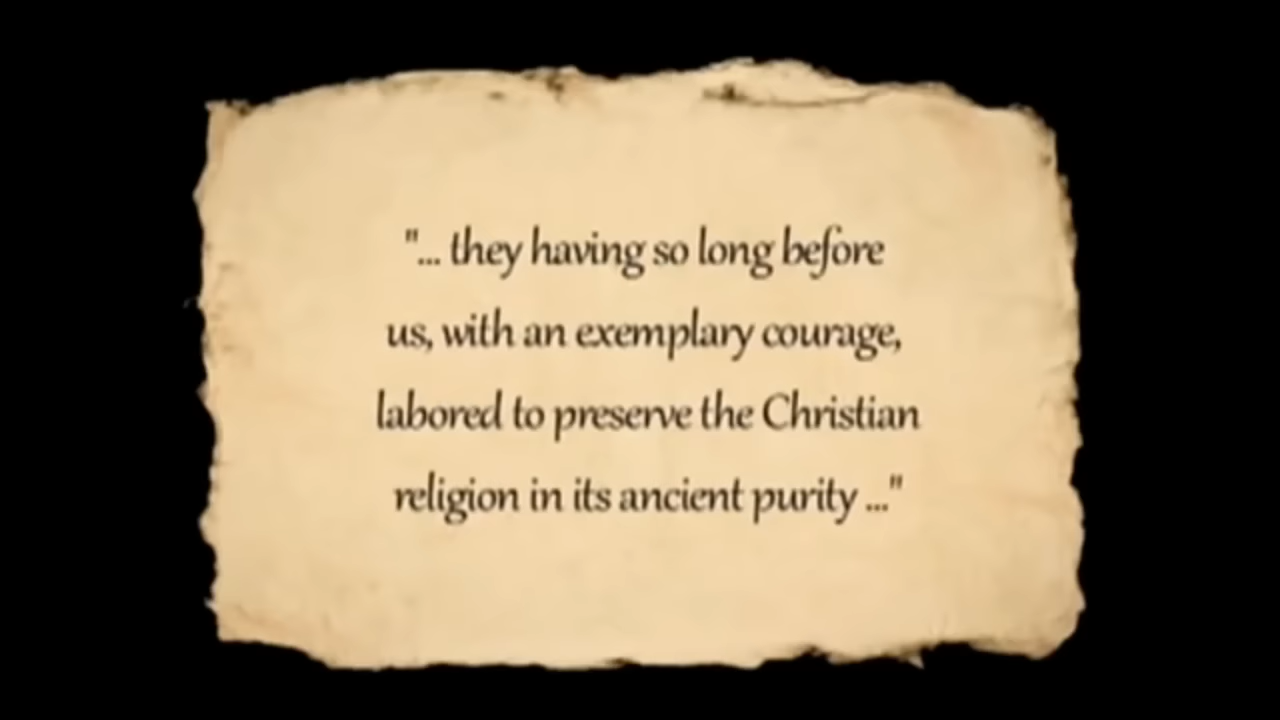 "... they having so long before
us, with an exemplary courage,
labored to preserve the Christian
religion in its ancient purity ..."